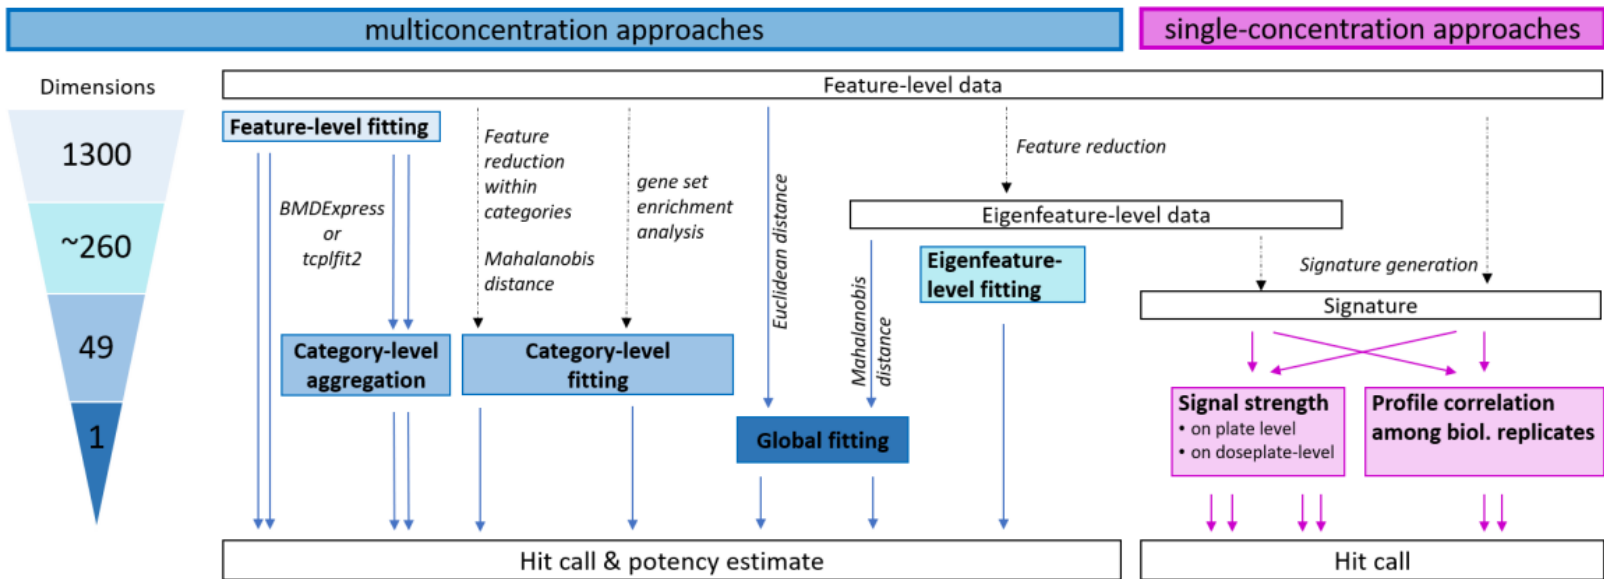 multiconcentration approaches
single-concentration approaches
Dimensions
1300
~260
49
1
Feature-level data
Feature-level fitting
BMDExpress
or
tcplfit2
Feature
reduction
within
categories
Mahalanobis
distance
gene set
enrichment
analysis
Euclidean distance
Feature reduction
Eigenfeature-level data
Mahalanobis
distance
Eigenfeature-
level fitting
Signature generation
Signature
Category-level
aggregation
Category-level
fitting
Global fitting
Signal strength
• on plate level
• on doseplate-level
Profile correlation
among biol. replicates
Hit call & potency estimate
Hit call